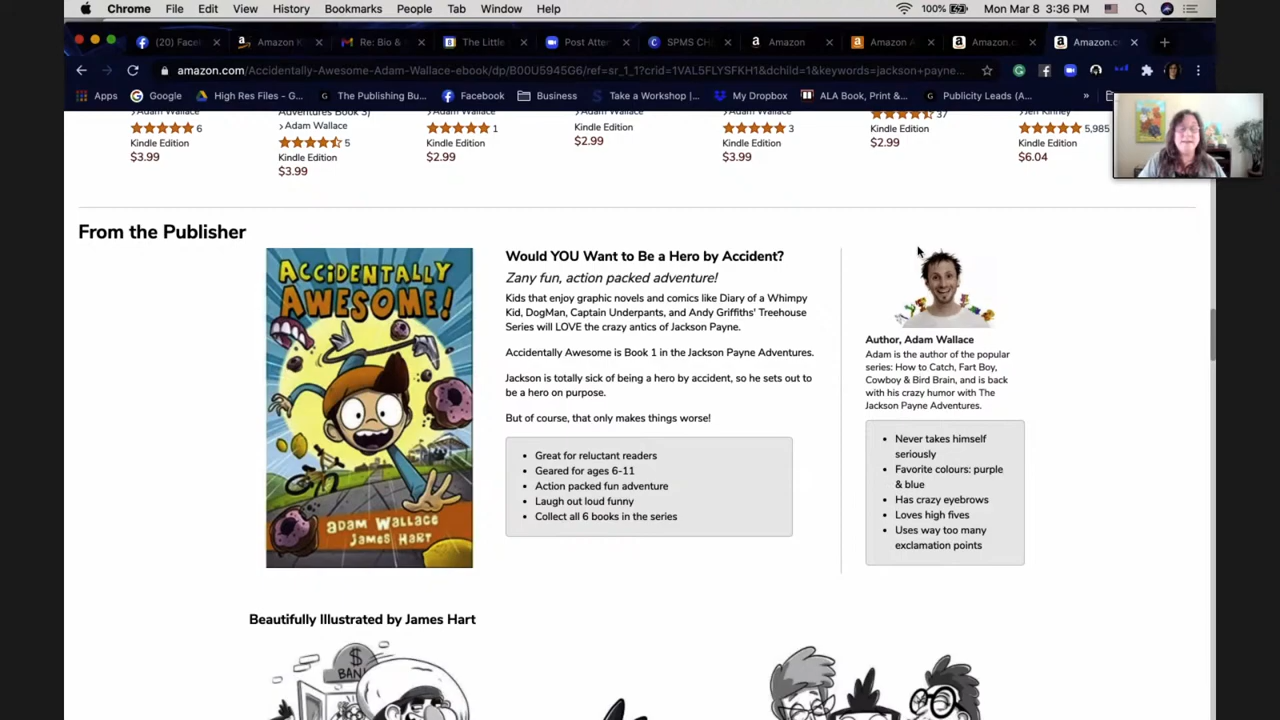 Chrome File Edit View History Bookmarks People Tab Window Help 100% Mon Mar 8 3:36 PM
(20) Face Amazon K Re: Bio & The Little Post Atte SPMS CH Amazon Amazon A Amazon.c Amazon.c
amazon.com/Accidentally-Awesome-Adam-Wallace-ebook/dp/B00U5945G6/ref=sr_1_1?crid=1VAL5FLYSFKH1&dchild=1&keywords=jackson+payne...
Apps Google High Res Files - G... The Publishing Bu... Facebook Business Take a Workshop |... My Dropbox ALA Book, Print &... Publicity Leads (A... »
› Adam Wallace
6
Kindle Edition
$3.99
Adventures Book 3)
› Adam Wallace
5
Kindle Edition
$3.99
› Adam Wallace
1
Kindle Edition
$2.99
› Adam Wallace
Kindle Edition
$2.99
› Adam Wallace
3
Kindle Edition
$3.99
37
Kindle Edition
$2.99
› Jeff Kinney
5,985
Kindle Edition
$6.04
From the Publisher
ACCIDENTALLY
AWESOME!
ADAM WALLACE
JAMES HART
Would YOU Want to Be a Hero by Accident?
Zany fun, action packed adventure!
Kids that enjoy graphic novels and comics like Diary of a Whimpy
Kid, DogMan, Captain Underpants, and Andy Griffiths' Treehouse
Series will LOVE the crazy antics of Jackson Payne.
Accidentally Awesome is Book 1 in the Jackson Payne Adventures.
Jackson is totally sick of being a hero by accident, so he sets out to
be a hero on purpose.
But of course, that only makes things worse!
• Great for reluctant readers
• Geared for ages 6-11
• Action packed fun adventure
• Laugh out loud funny
• Collect all 6 books in the series
Author, Adam Wallace
Adam is the author of the popular
series: How to Catch, Fart Boy,
Cowboy & Bird Brain, and is back
with his crazy humor with The
Jackson Payne Adventures.
• Never takes himself
seriously
• Favorite colours: purple
& blue
• Has crazy eyebrows
• Loves high fives
• Uses way too many
exclamation points
Beautifully Illustrated by James Hart
$
BAN